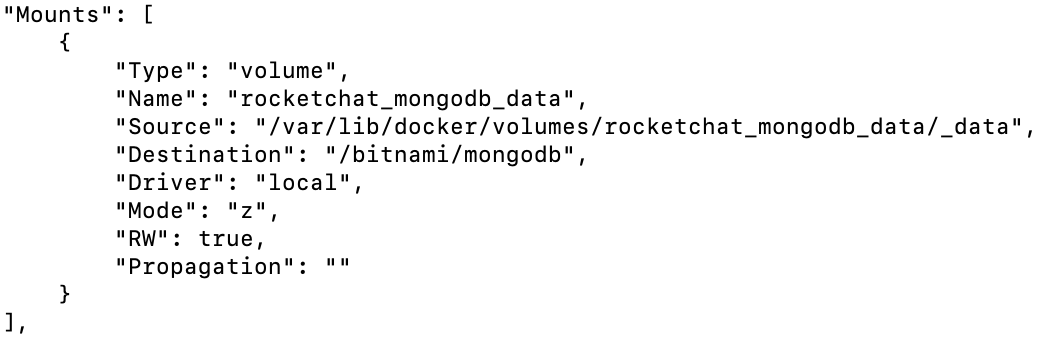 "Mounts": [
    {
        "Type": "volume",
        "Name": "rocketchat_mongodb_data",
        "Source": "/var/lib/docker/volumes/rocketchat_mongodb_data/_data",
        "Destination": "/bitnami/mongodb",
        "Driver": "local",
        "Mode": "z",
        "RW": true,
        "Propagation": ""
    }
],